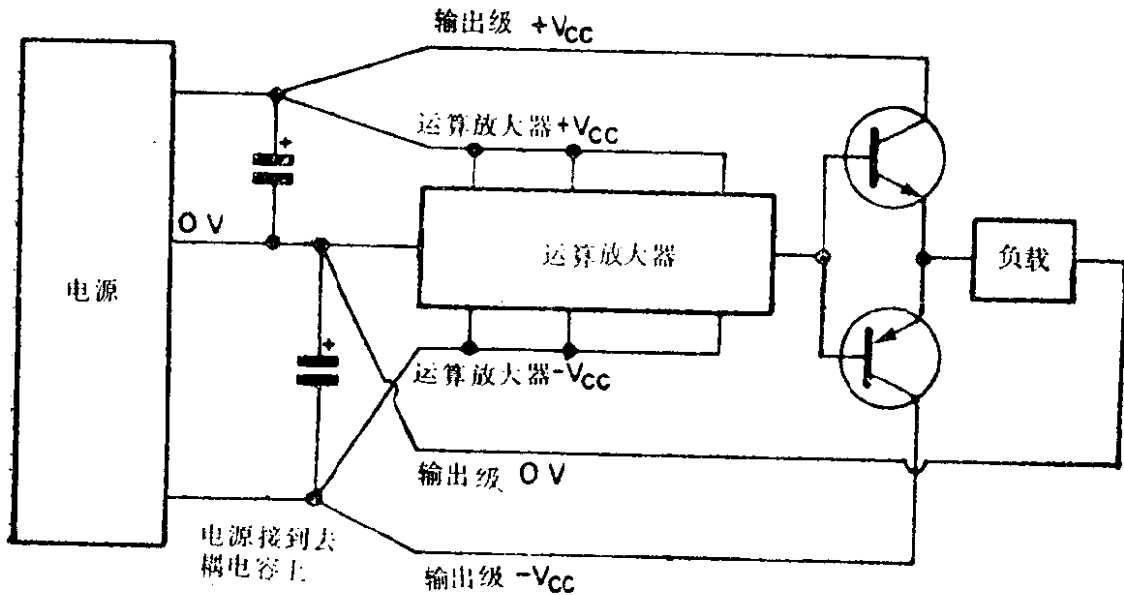 输出级 +VCC
运算放大器+VCC
0 V
运算放大器
负载
电源
运算放大器-VCC
输出级 0 V
电源接到去
耦电容上
输出级 -VCC
+
+